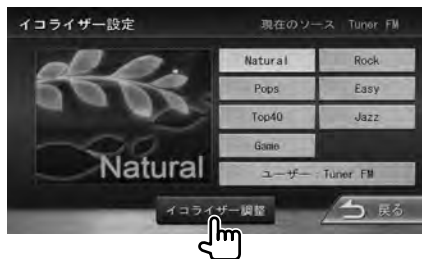 イコライザー設定
現在のソース Tuner FM
Natural Rock
Pops Easy
Top40 Jazz
Game
Natural
ユーザー：Tuner FM
イコライザー調整
戻る